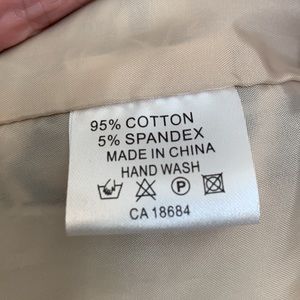 95% COTTON
5% SPANDEX
MADE IN CHINA
HAND WASH
P
CA 18684